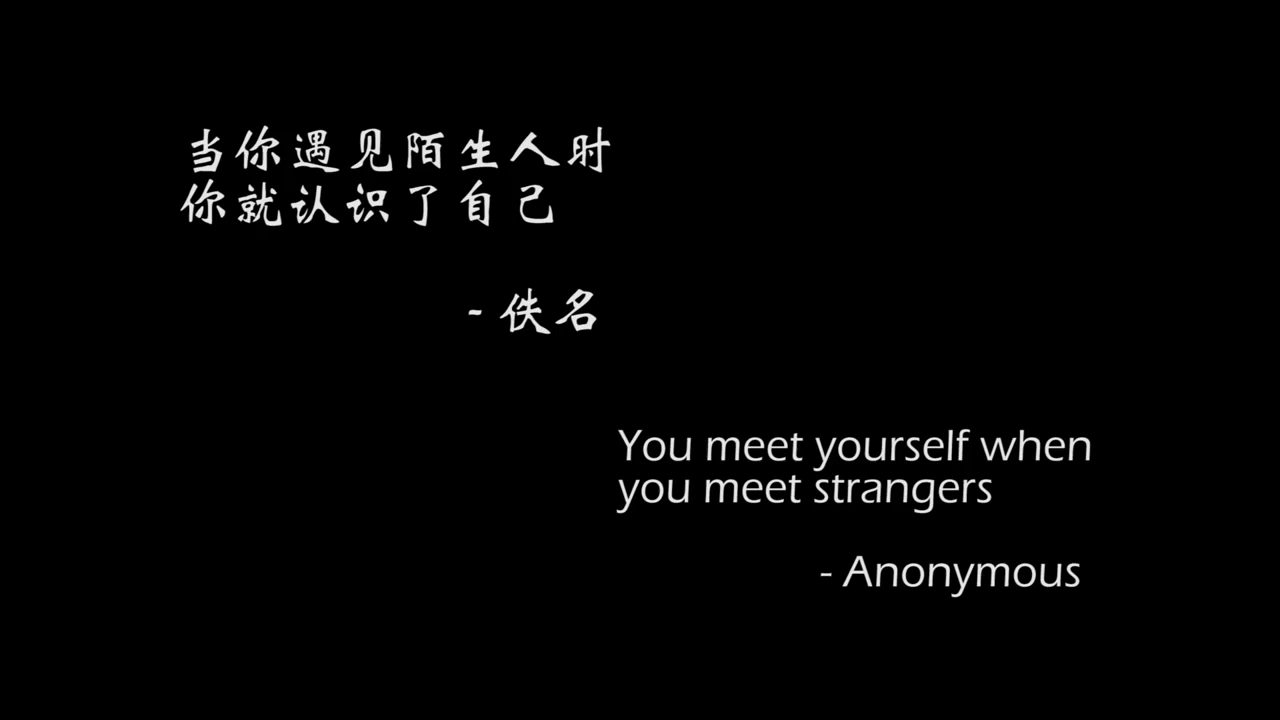 当你遇见陌生人时
你就认识了自己
- 佚名
You meet yourself when
you meet strangers
- Anonymous